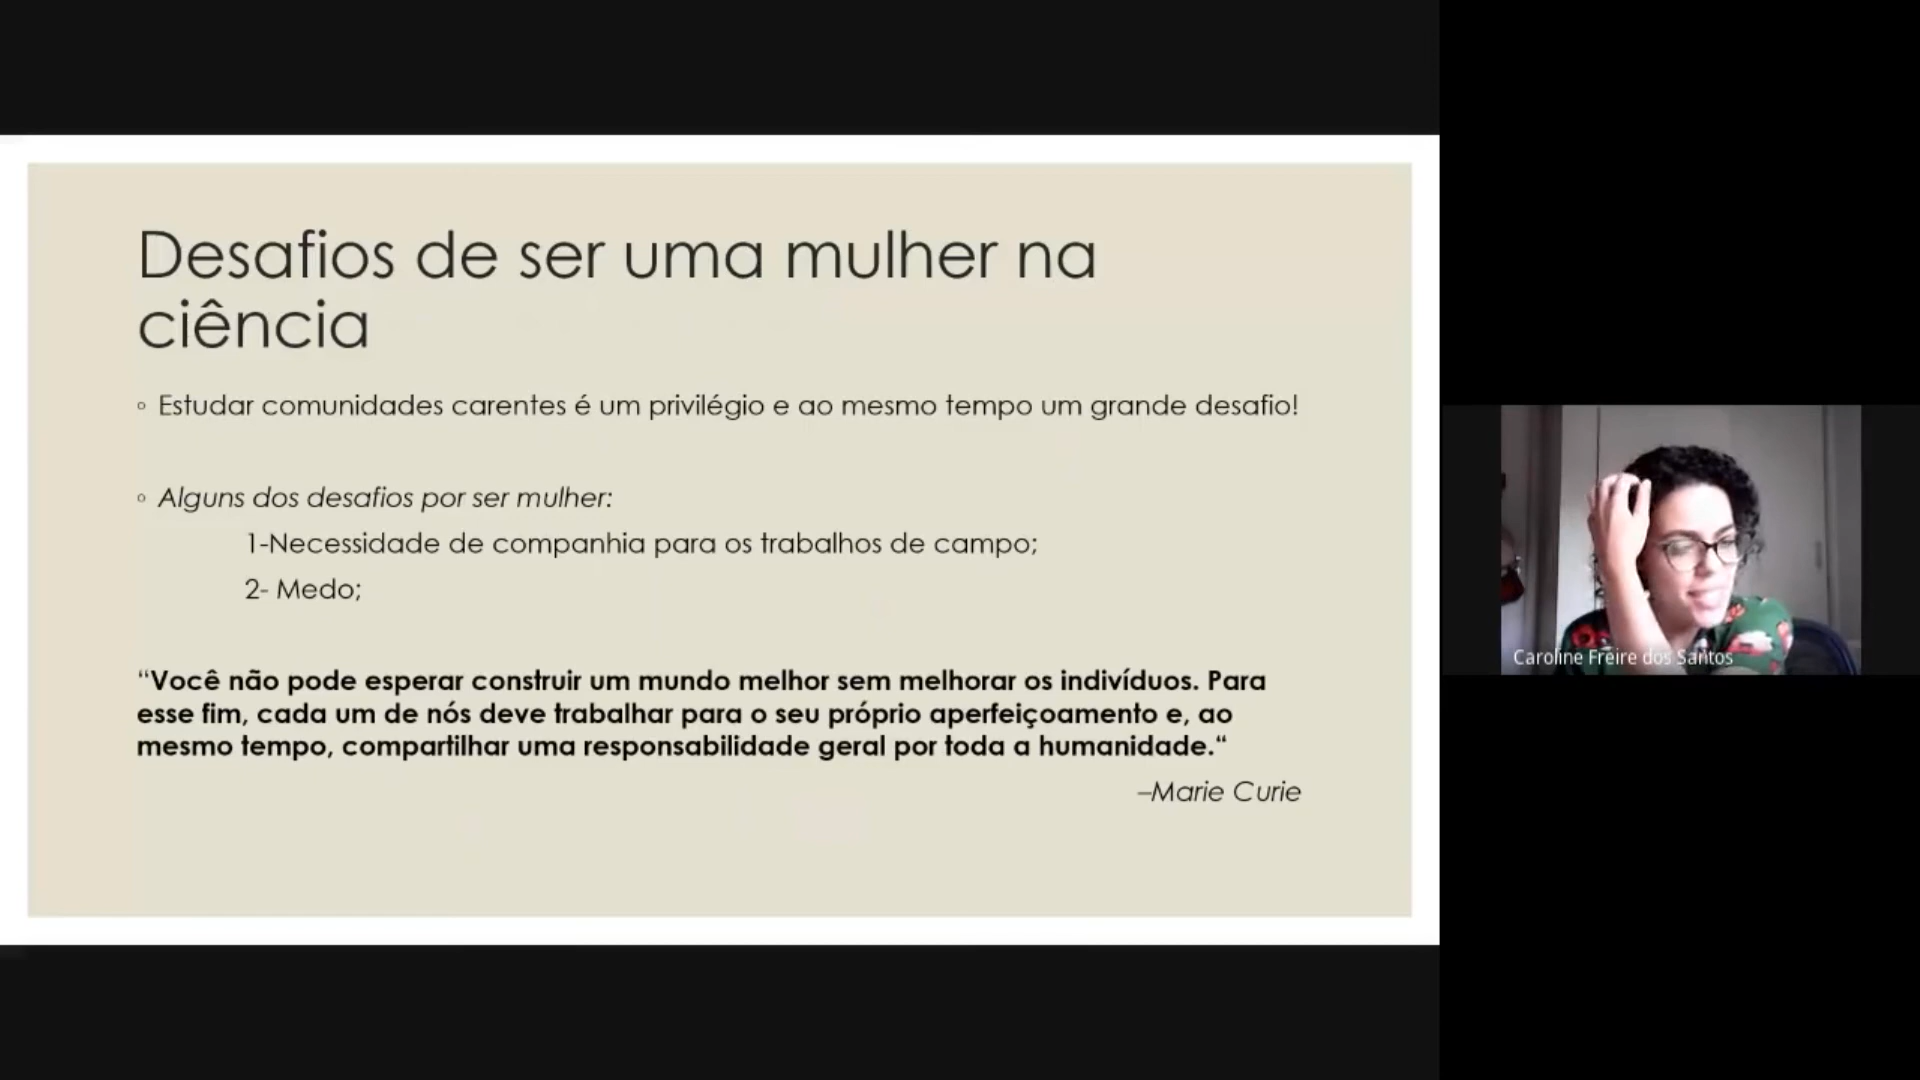 Desafios de ser uma mulher na
ciência
◦ Estudar comunidades carentes é um privilégio e ao mesmo tempo um grande desafio!
◦ Alguns dos desafios por ser mulher:
1-Necessidade de companhia para os trabalhos de campo;
2- Medo;
“Você não pode esperar construir um mundo melhor sem melhorar os indivíduos. Para
esse fim, cada um de nós deve trabalhar para o seu próprio aperfeiçoamento e, ao
mesmo tempo, compartilhar uma responsabilidade geral por toda a humanidade.“
–Marie Curie
Caroline Freire dos Santos